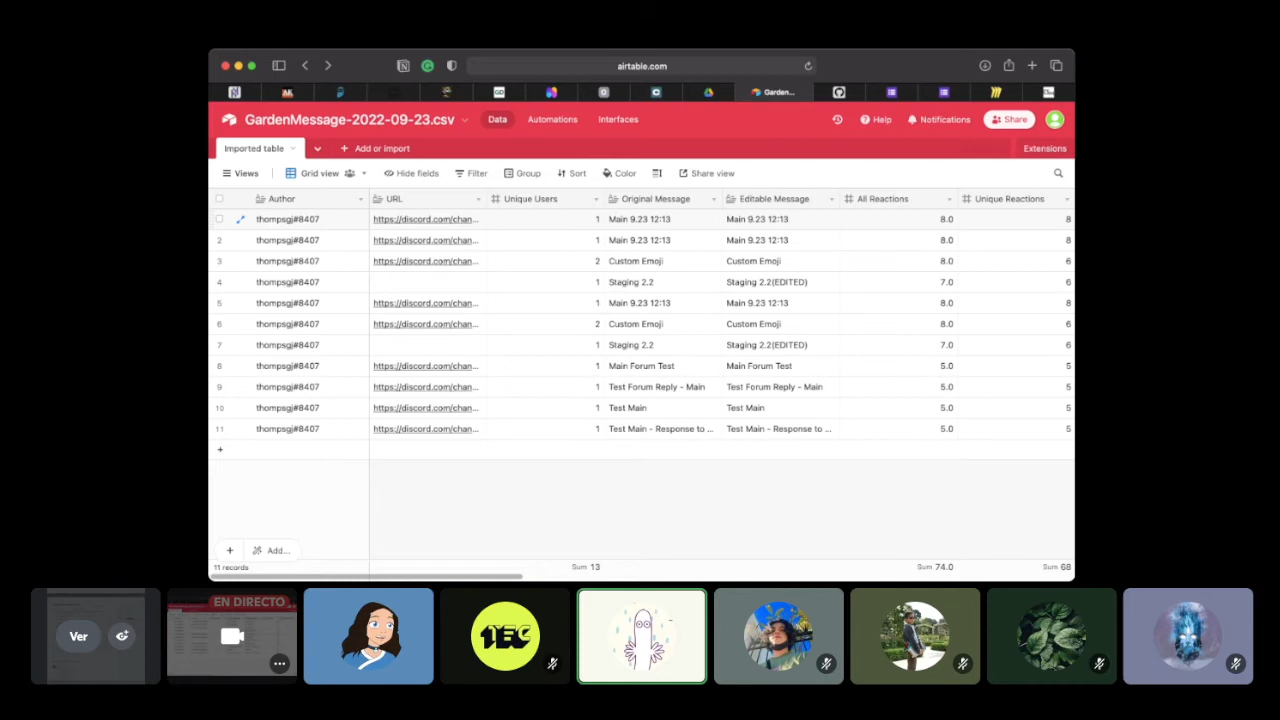 airtable.com
GD
Garden...
GardenMessage-2022-09-23.csv Data Automations Interfaces Help Notifications Share
Imported table + Add or import Extensions
Views Grid view Hide fields Filter Group Sort Color Share view
Author URL Unique Users Original Message Editable Message All Reactions Unique Reactions
thompsgj#8407 https://discord.com/chan... 1 Main 9.23 12:13 Main 9.23 12:13 8.0 8
2 thompsgj#8407 https://discord.com/chan... 1 Main 9.23 12:13 Main 9.23 12:13 8.0 8
3 thompsgj#8407 https://discord.com/chan... 2 Custom Emoji Custom Emoji 8.0 6
4 thompsgj#8407 1 Staging 2.2 Staging 2.2(EDITED) 7.0 6
5 thompsgj#8407 https://discord.com/chan... 1 Main 9.23 12:13 Main 9.23 12:13 8.0 8
6 thompsgj#8407 https://discord.com/chan... 2 Custom Emoji Custom Emoji 8.0 6
7 thompsgj#8407 1 Staging 2.2 Staging 2.2(EDITED) 7.0 6
8 thompsgj#8407 https://discord.com/chan... 1 Main Forum Test Main Forum Test 5.0 5
9 thompsgj#8407 https://discord.com/chan... 1 Test Forum Reply - Main Test Forum Reply - Main 5.0 5
10 thompsgj#8407 https://discord.com/chan... 1 Test Main Test Main 5.0 5
11 thompsgj#8407 https://discord.com/chan... 1 Test Main - Response to ... Test Main - Response to ... 5.0 5
+
+ Add...
11 records Sum 13 Sum 74.0 Sum 68
EN DIRECTO
Ver
1EC